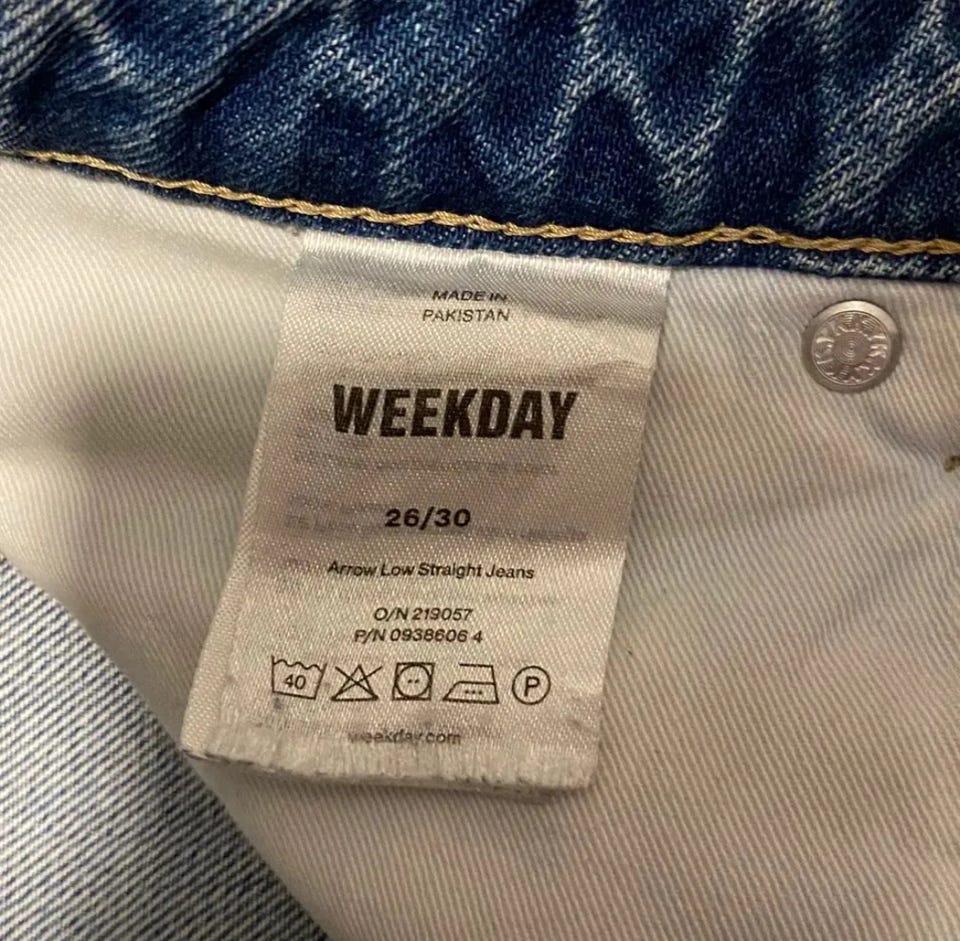 MADE IN
PAKISTAN
WEEKDAY
26/30
Arrow Low Straight Jeans
O/N 219057
P/N 0938606 4
40
P
weekday.com